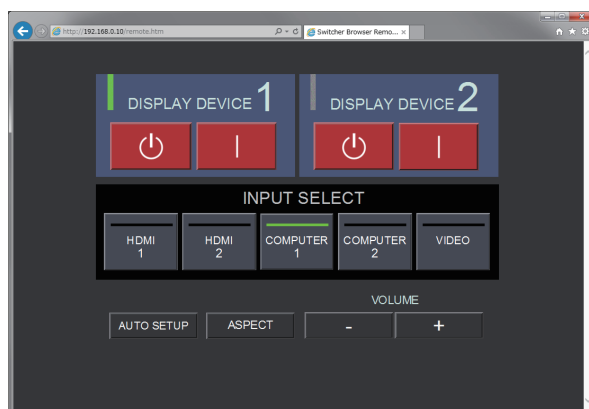 http://192.168.0.10/remote.htm
Switcher Browser Remo...
DISPLAY DEVICE 1
DISPLAY DEVICE 2
INPUT SELECT
HDMI
1
HDMI
2
COMPUTER
1
COMPUTER
2
VIDEO
VOLUME
AUTO SETUP
ASPECT
-
+